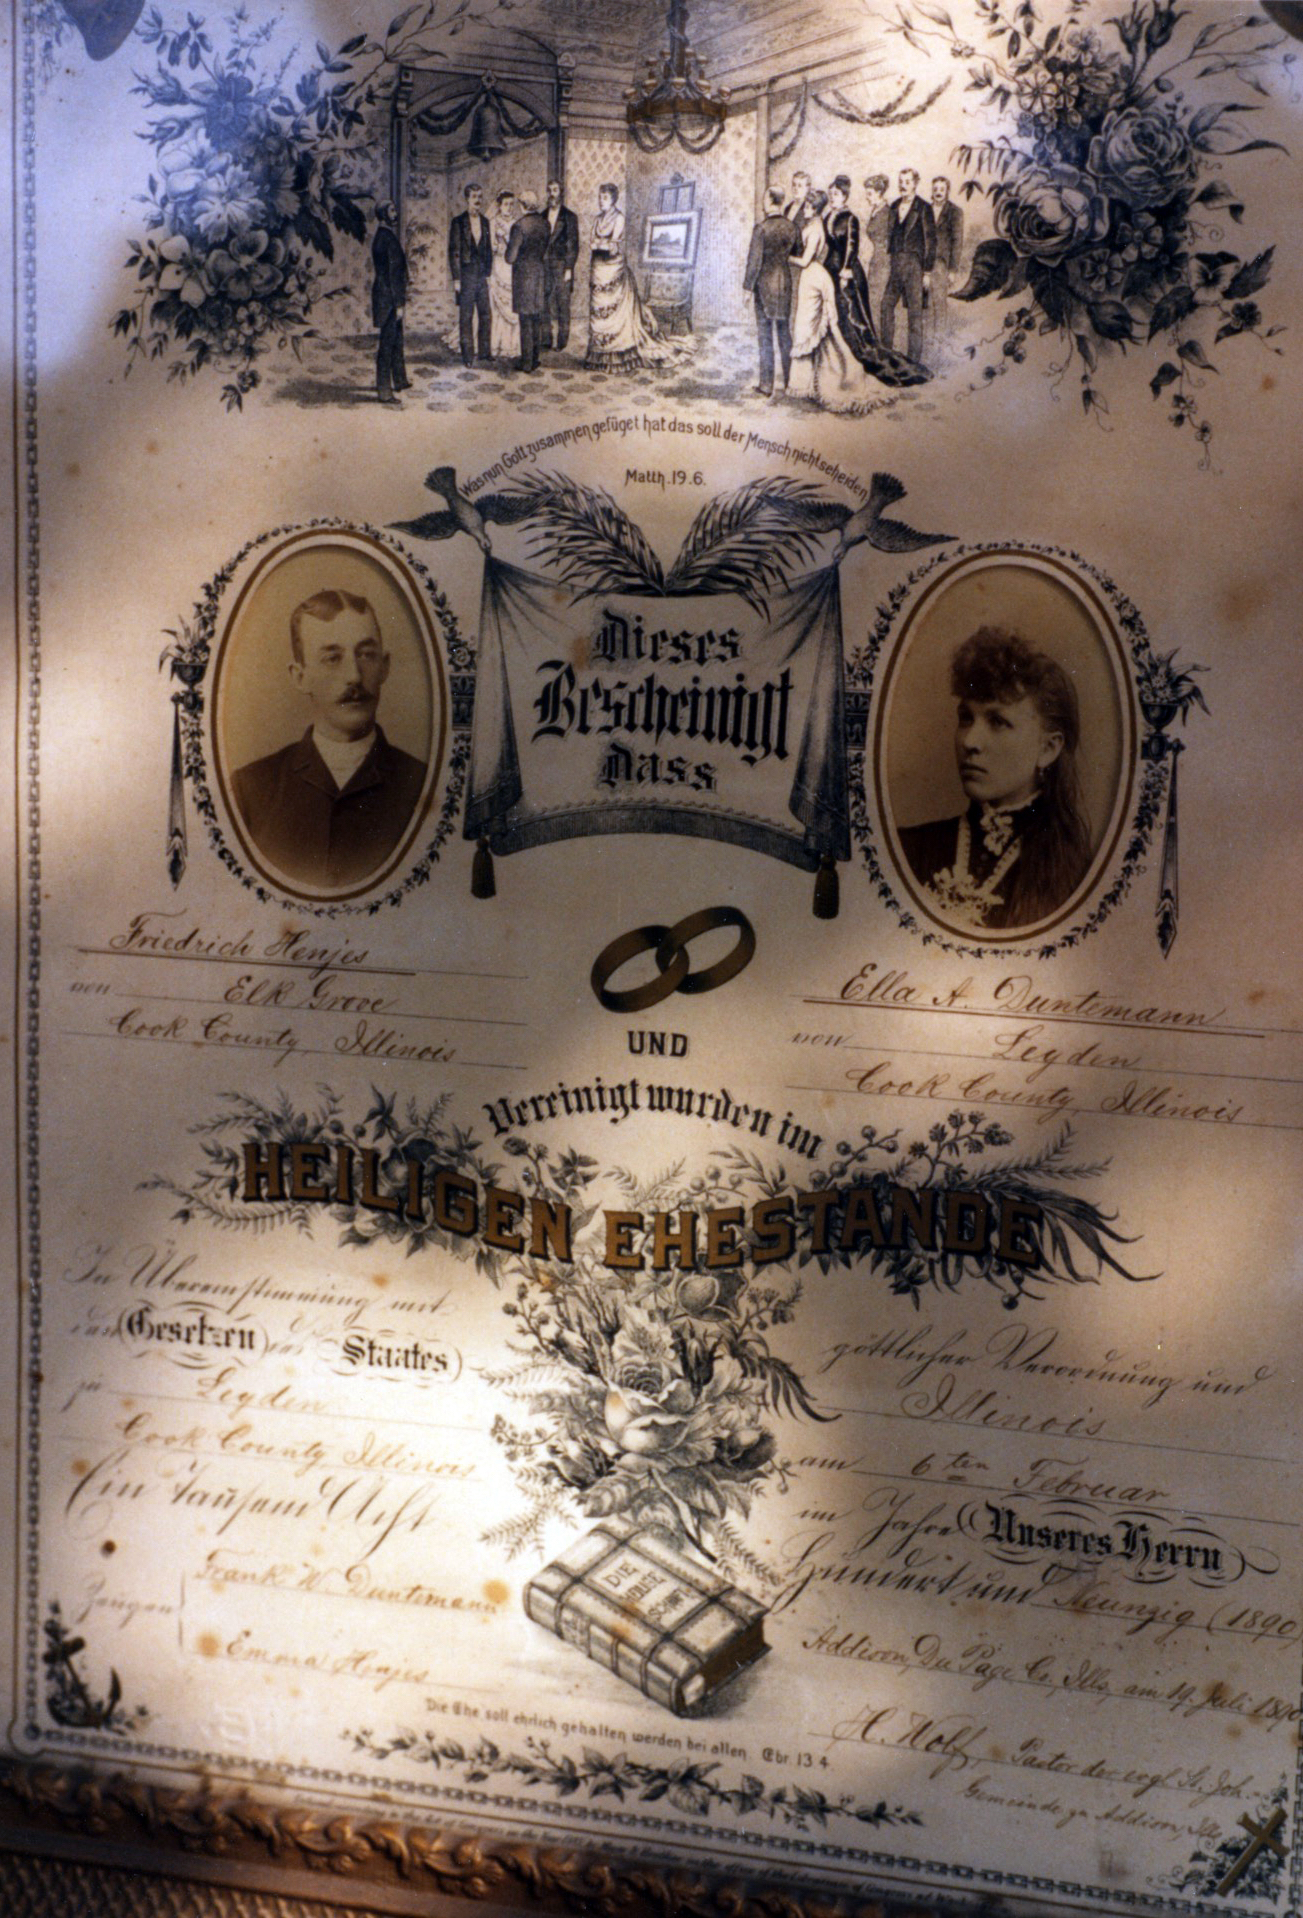 Was nun Gott zusammen gefüget hat das soll der Mensch nicht scheiden
Matth. 19.6.
Dieses
Bescheinigt
dass
Friedrich Henjes
von Elk Grove
Cook County, Illinois
UND
Ella A. Duntemann
von Leyden
Cook County, Illinois
Vereinigt wurden im
HEILIGEN EHESTANDE
In Übereinstimmung mit göttlicher Verordnung und
den Gesetzen des Staates Illinois
zu Leyden am 6ten Februar
Cook County, Illinois im Jahre Unseres Herrn
Ein Tausend Acht Hundert und Neunzig (1890)
Zeugen
Frank W. Duntemann
Emma Henjes
DIE
HEILIGE
SCHRIFT
Addison, Du Page Co., Ills, am 19. Juli 1890
H. Wolf, Pastor der evgl. St. Joh.-
Gemeinde zu Addison, Ills
Die Ehe soll ehrlich gehalten werden bei allen Ebr. 13 4.